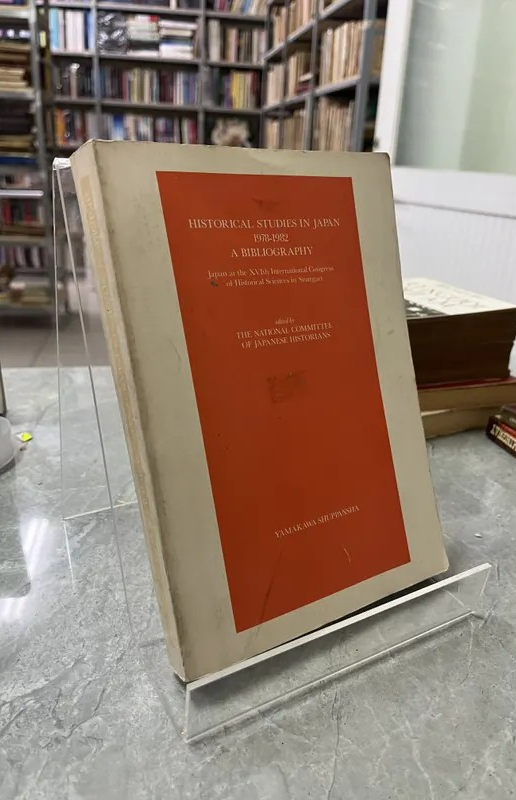 HISTORICAL STUDIES IN JAPAN
1978-1982
A BIBLIOGRAPHY
Japan at the XVIth International Congress
of Historical Sciences in Stuttgart
edited by
THE NATIONAL COMMITTEE
OF JAPANESE HISTORIANS
YAMAKAWA SHUPPANSHA